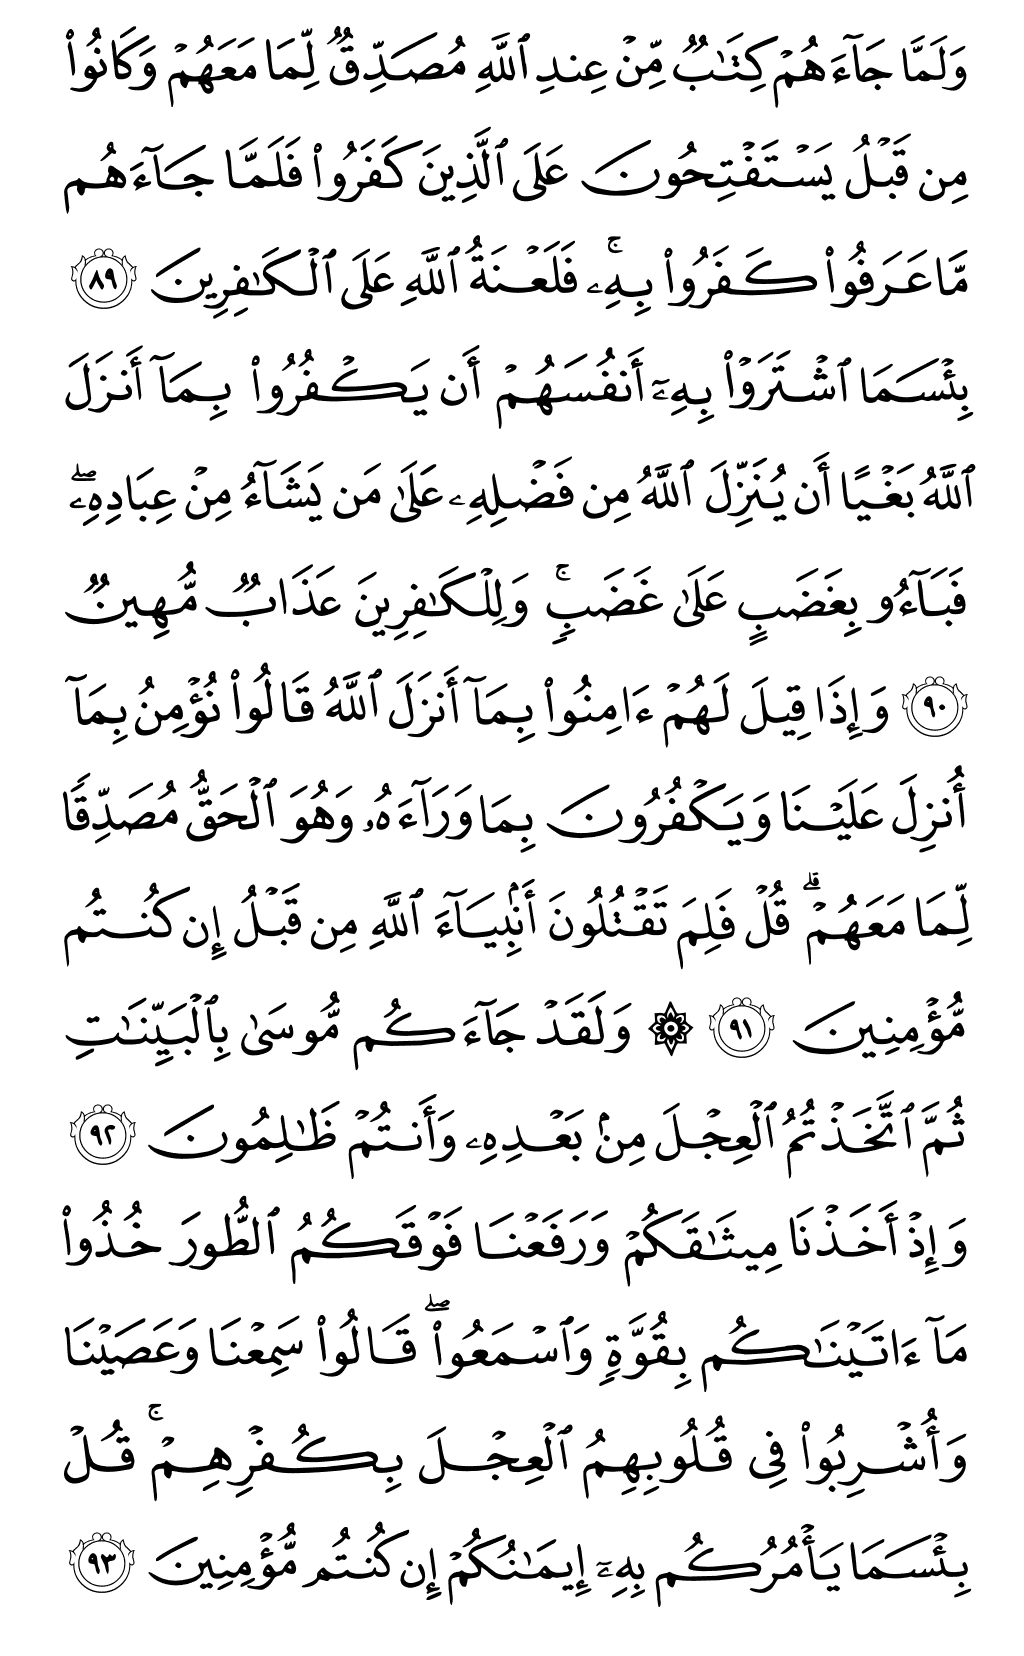 وَلَمَّا جَآءَهُمْ كِتَٰبٌ مِّنْ عِندِ ٱللَّهِ مُصَدِّقٌ لِّمَا مَعَهُمْ وَكَانُوا۟
مِن قَبْلُ يَسْتَفْتِحُونَ عَلَى ٱلَّذِينَ كَفَرُوا۟ فَلَمَّا جَآءَهُم
مَّا عَرَفُوا۟ كَفَرُوا۟ بِهِۦ ۚ فَلَعْنَةُ ٱللَّهِ عَلَى ٱلْكَٰفِرِينَ ٨٩
بِئْسَمَا ٱشْتَرَوْا۟ بِهِۦٓ أَنفُسَهُمْ أَن يَكْفُرُوا۟ بِمَآ أَنزَلَ
ٱللَّهُ بَغْيًا أَن يُنَزِّلَ ٱللَّهُ مِن فَضْلِهِۦ عَلَىٰ مَن يَشَآءُ مِنْ عِبَادِهِۦ ۖ
فَبَآءُو بِغَضَبٍ عَلَىٰ غَضَبٍ ۚ وَلِلْكَٰفِرِينَ عَذَابٌ مُّهِينٌ
٩٠ وَإِذَا قِيلَ لَهُمْ ءَامِنُوا۟ بِمَآ أَنزَلَ ٱللَّهُ قَالُوا۟ نُؤْمِنُ بِمَآ
أُنزِلَ عَلَيْنَا وَيَكْفُرُونَ بِمَا وَرَآءَهُۥ وَهُوَ ٱلْحَقُّ مُصَدِّقًا
لِّمَا مَعَهُمْ ۗ قُلْ فَلِمَ تَقْتُلُونَ أَنۢبِيَآءَ ٱللَّهِ مِن قَبْلُ إِن كُنتُم
مُّؤْمِنِينَ ٩١ ۞ وَلَقَدْ جَآءَكُم مُّوسَىٰ بِٱلْبَيِّنَٰتِ
ثُمَّ ٱتَّخَذْتُمُ ٱلْعِجْلَ مِنۢ بَعْدِهِۦ وَأَنتُمْ ظَٰلِمُونَ ٩٢
وَإِذْ أَخَذْنَا مِيثَٰقَكُمْ وَرَفَعْنَا فَوْقَكُمُ ٱلطُّورَ خُذُوا۟
مَآ ءَاتَيْنَٰكُم بِقُوَّةٍ وَٱسْمَعُوا۟ ۖ قَالُوا۟ سَمِعْنَا وَعَصَيْنَا
وَأُشْرِبُوا۟ فِى قُلُوبِهِمُ ٱلْعِجْلَ بِكُفْرِهِمْ ۚ قُلْ
بِئْسَمَا يَأْمُرُكُم بِهِۦٓ إِيمَٰنُكُمْ إِن كُنتُم مُّؤْمِنِينَ ٩٣